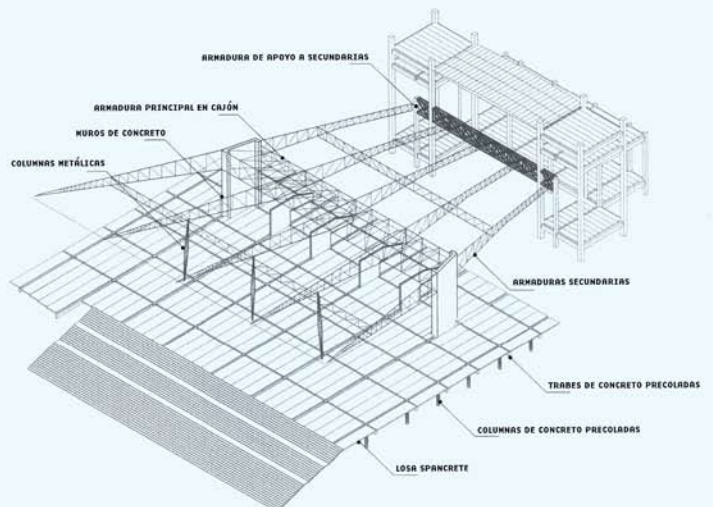 ARMADURA DE APOYO A SECUNDARIAS
ARMADURA PRINCIPAL EN CAJÓN
MUROS DE CONCRETO
COLUMNAS METÁLICAS
ARMADURAS SECUNDARIAS
TRABES DE CONCRETO PRECOLADAS
COLUMNAS DE CONCRETO PRECOLADAS
LOSA SPANCRETE